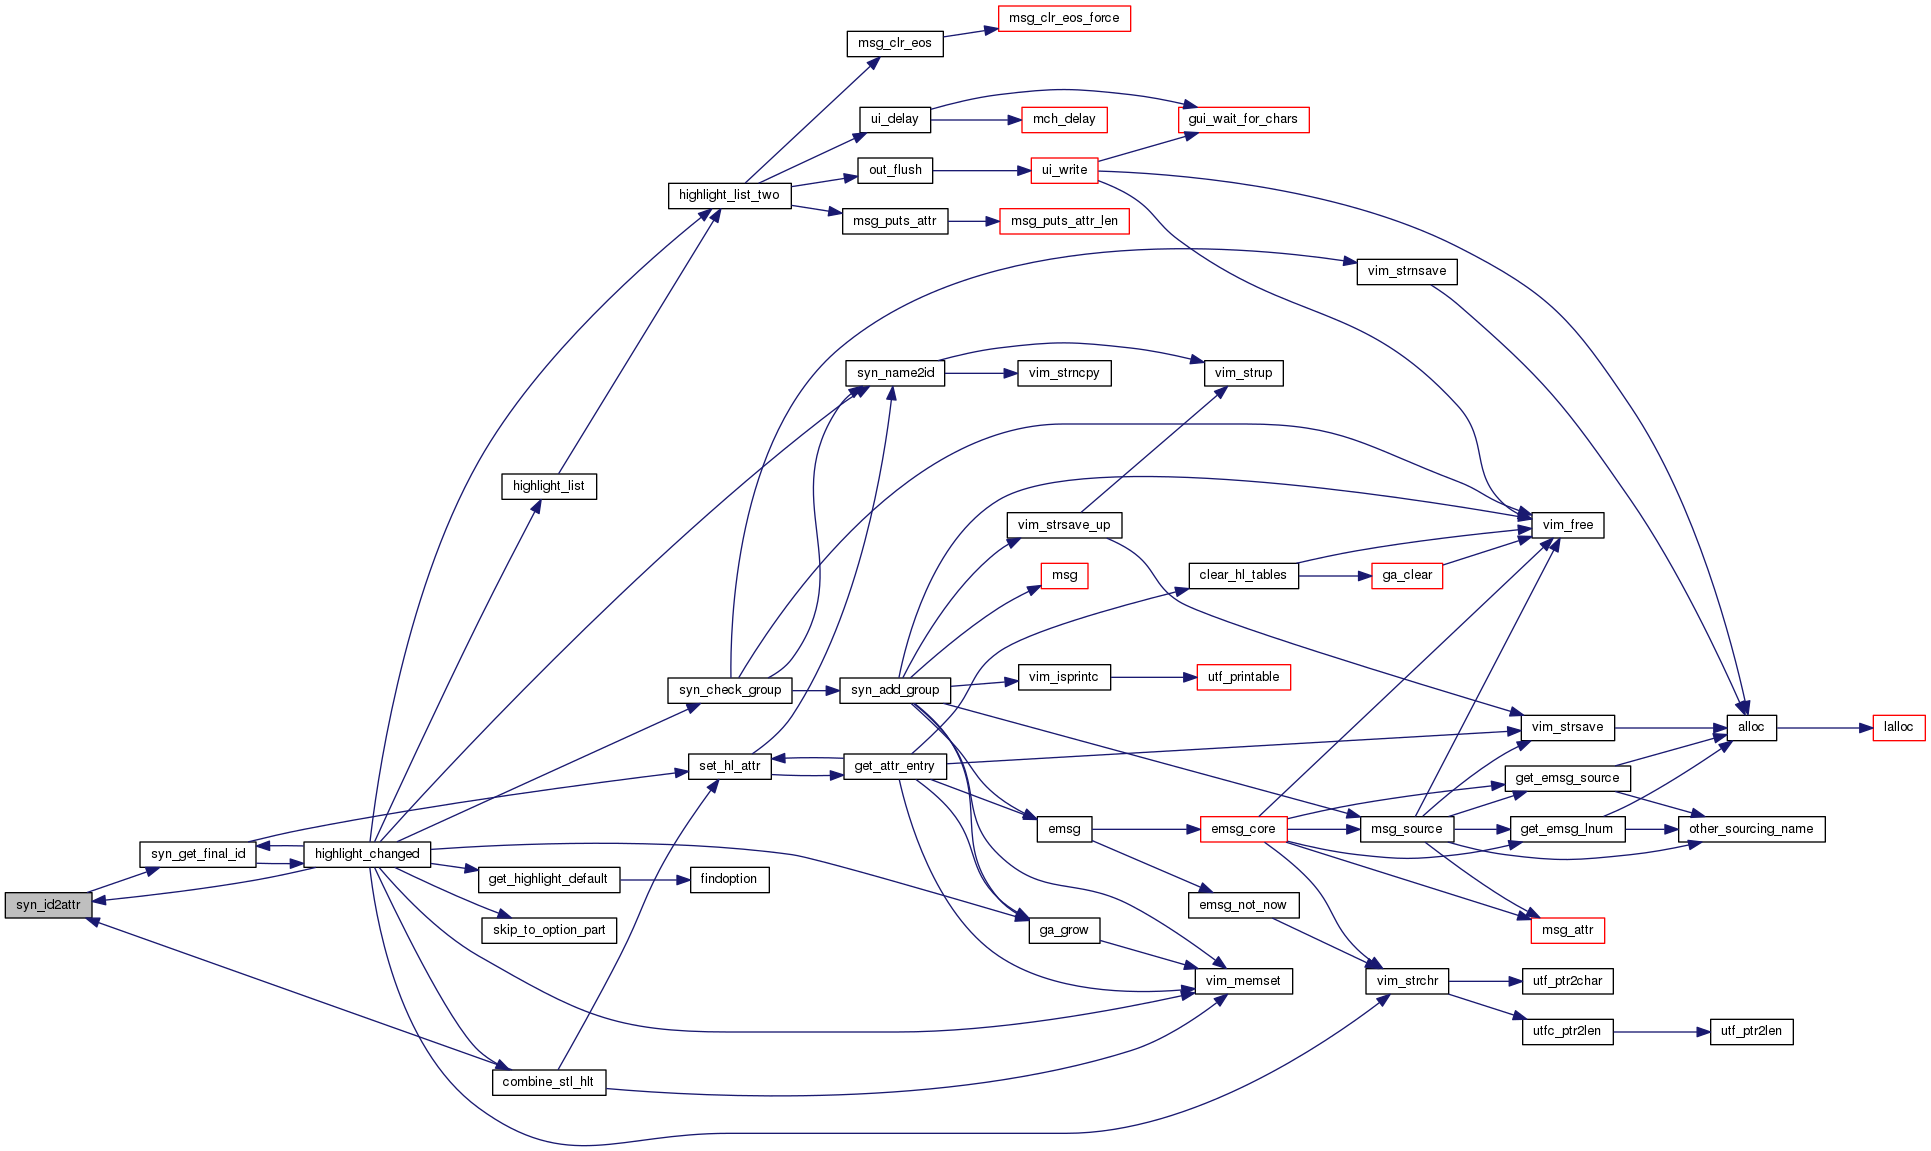 msg_clr_eos_force
msg_clr_eos
ui_delay
mch_delay
gui_wait_for_chars
out_flush
ui_write
highlight_list_two
msg_puts_attr
msg_puts_attr_len
vim_strnsave
syn_name2id
vim_strncpy
vim_strup
highlight_list
vim_strsave_up
vim_free
msg
clear_hl_tables
ga_clear
syn_check_group
syn_add_group
vim_isprintc
utf_printable
vim_strsave
alloc
lalloc
set_hl_attr
get_attr_entry
get_emsg_source
emsg
emsg_core
msg_source
get_emsg_lnum
other_sourcing_name
syn_get_final_id
highlight_changed
get_highlight_default
findoption
syn_id2attr
emsg_not_now
skip_to_option_part
ga_grow
msg_attr
vim_memset
vim_strchr
utf_ptr2char
utfc_ptr2len
utf_ptr2len
combine_stl_hlt